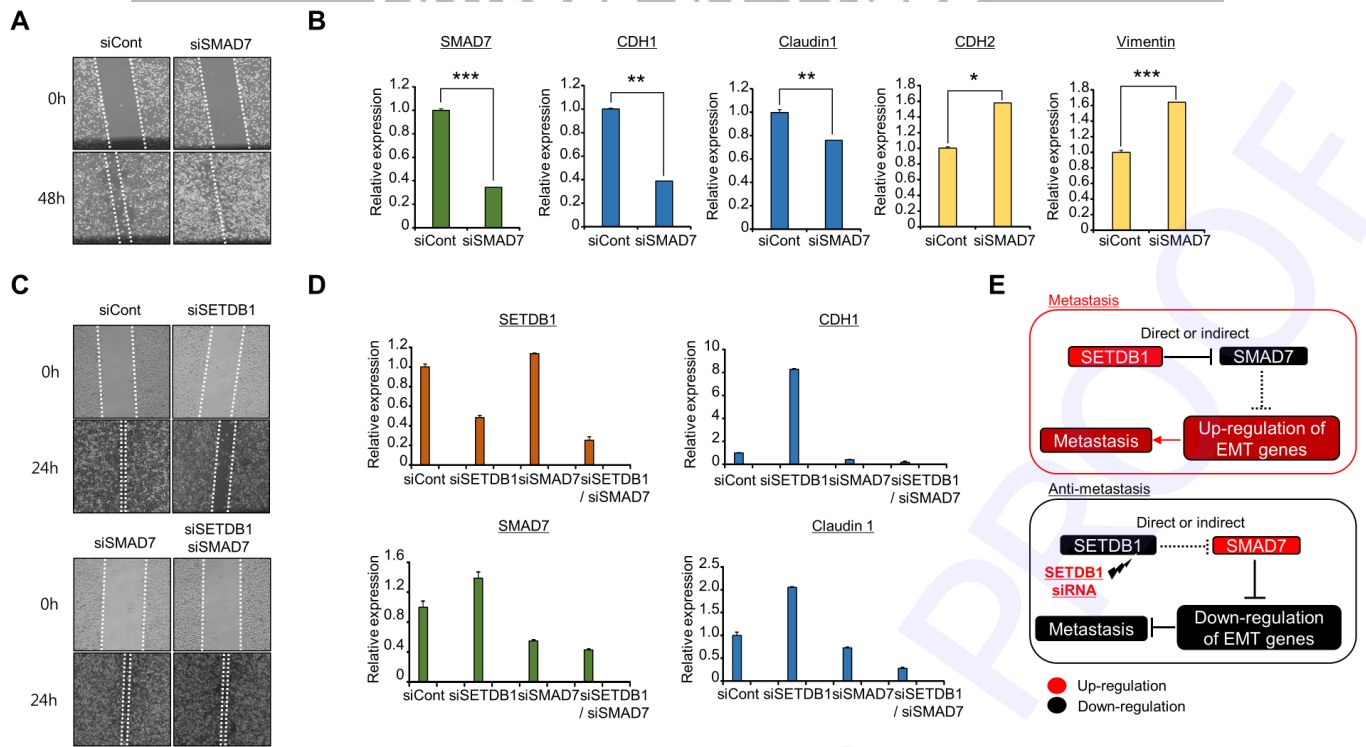 A
siCont
siSMAD7
0h
48h
B
SMAD7
Relative expression
1.2
1.0
0.8
0.6
0.4
0.2
0
***
siCont siSMAD7
CDH1
Relative expression
1.2
1.0
0.8
0.6
0.4
0.2
0
**
siCont siSMAD7
Claudin1
Relative expression
1.2
1.0
0.8
0.6
0.4
0.2
0
**
siCont siSMAD7
CDH2
Relative expression
1.8
1.6
1.4
1.2
1.0
0.8
0.6
0.4
0.2
0
*
siCont siSMAD7
Vimentin
Relative expression
1.8
1.6
1.4
1.2
1.0
0.8
0.6
0.4
0.2
0
***
siCont siSMAD7
C
siCont
siSETDB1
0h
24h
siSMAD7
siSETDB1
siSMAD7
0h
24h
D
SETDB1
Relative expression
1.2
1.0
0.8
0.6
0.4
0.2
0
siCont siSETDB1 siSMAD7 siSETDB1
/ siSMAD7
CDH1
Relative expression
10
8
6
4
2
0
siCont siSETDB1 siSMAD7 siSETDB1
/ siSMAD7
SMAD7
Relative expression
1.6
1.2
0.8
0.4
0
siCont siSETDB1 siSMAD7 siSETDB1
/ siSMAD7
Claudin 1
Relative expression
2.5
2.0
1.5
1.0
0.5
0
siCont siSETDB1 siSMAD7 siSETDB1
/ siSMAD7
E
Metastasis
Direct or indirect
SETDB1
SMAD7
Metastasis
Up-regulation of
EMT genes
Anti-metastasis
Direct or indirect
SETDB1
SMAD7
SETDB1
siRNA
Metastasis
Down-regulation
of EMT genes
Up-regulation
Down-regulation
PROOF